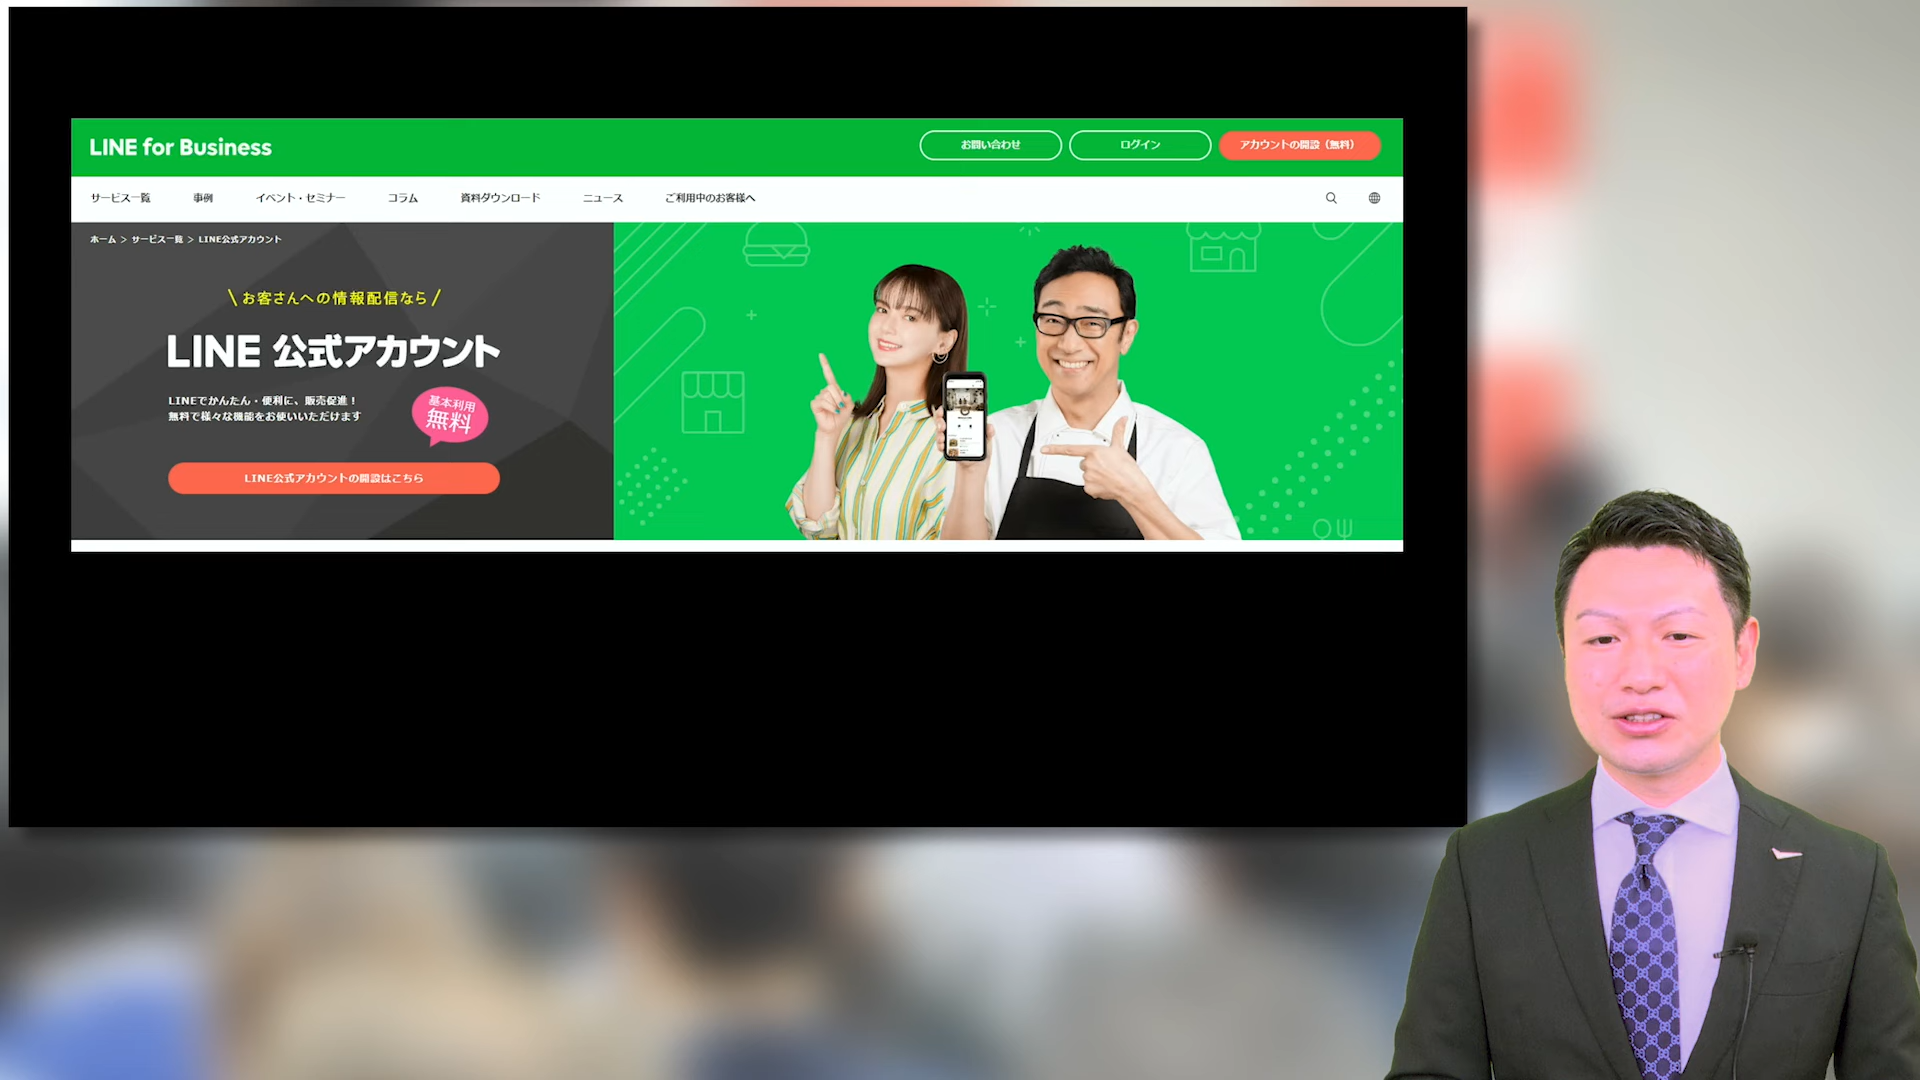 LINE for Business
お問い合わせ
ログイン
アカウントの開設（無料）
サービス一覧
事例
イベント・セミナー
コラム
資料ダウンロード
ニュース
ご利用中のお客様へ
ホーム > サービス一覧 > LINE公式アカウント
\ お客さんへの情報配信なら /
LINE 公式アカウント
LINEでかんたん・便利に、販売促進！
無料で様々な機能をお使いいただけます
基本利用
無料
LINE公式アカウントの開設はこちら